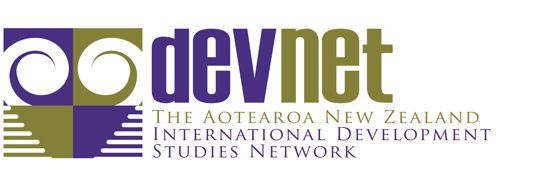 devnet
The Aotearoa New Zealand
International Development
Studies Network